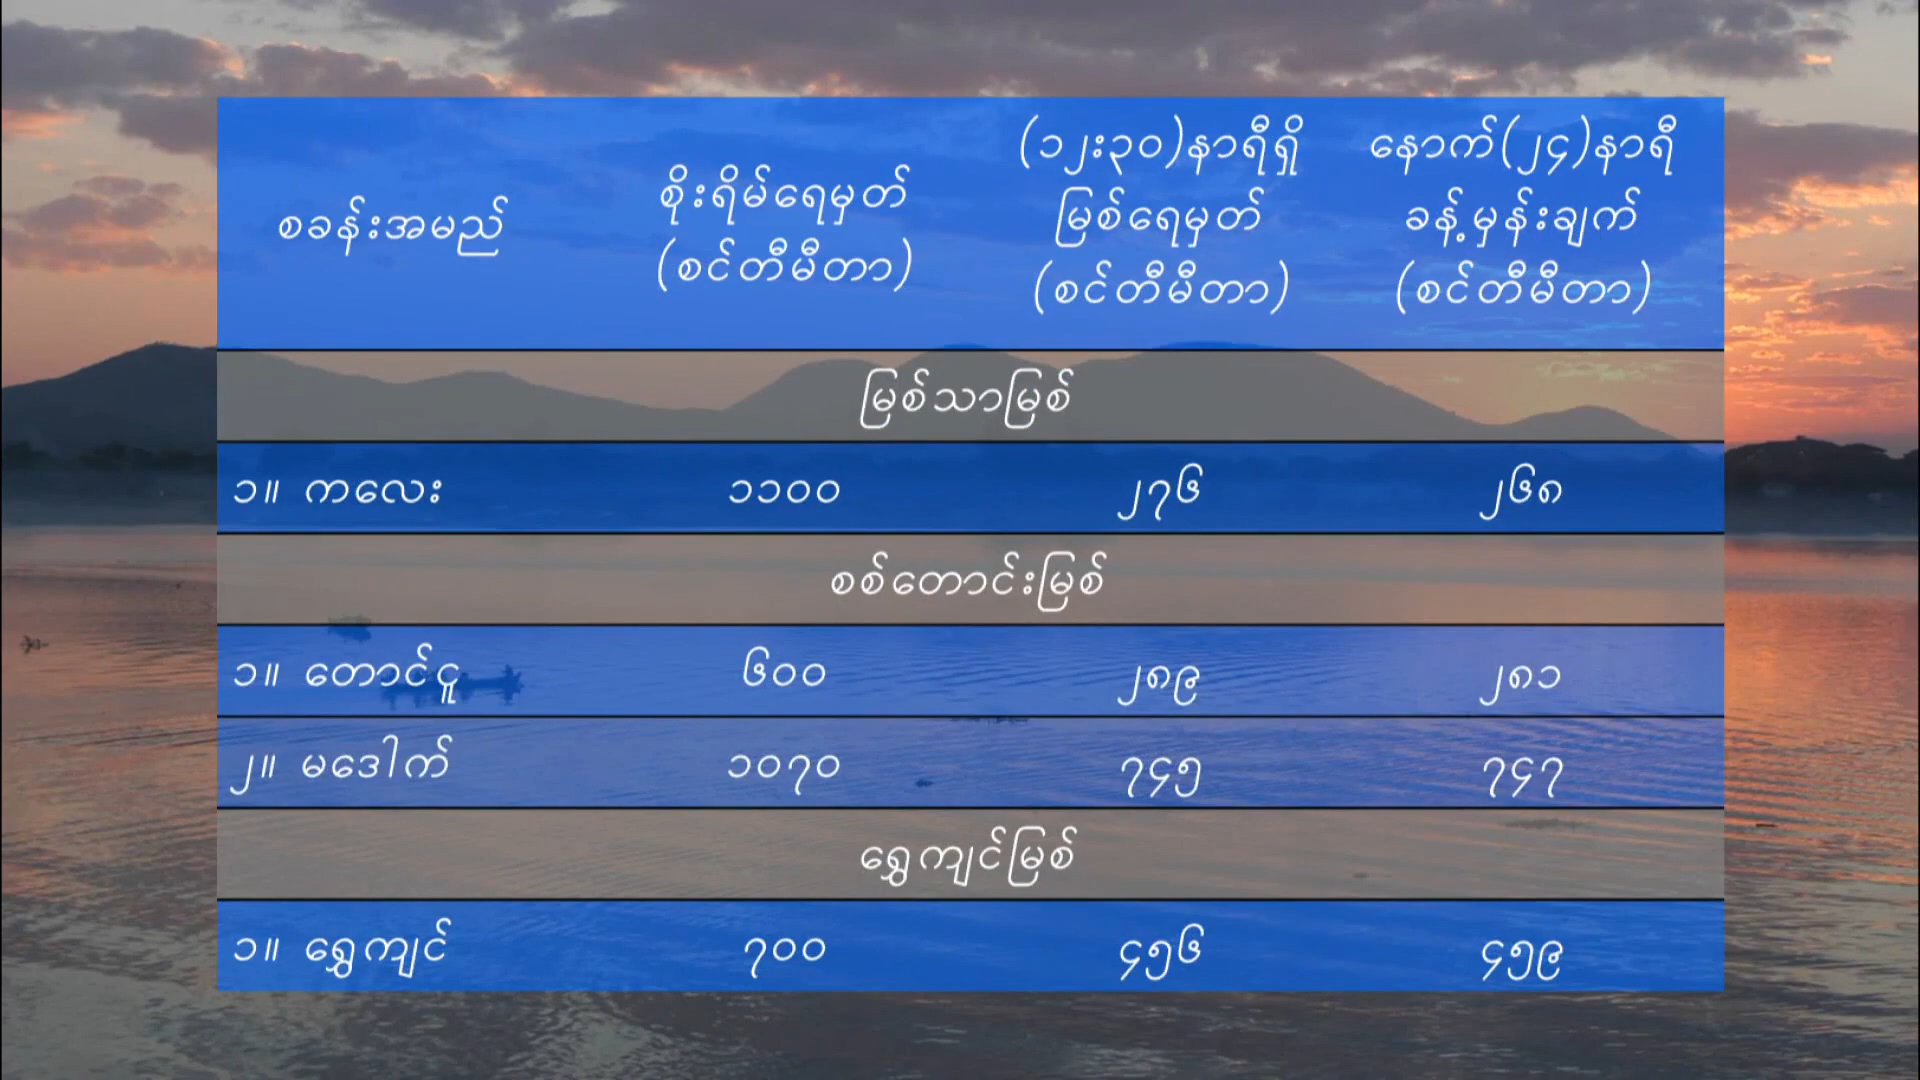 စခန်းအမည်
စိုးရိမ်ရေမှတ်
(စင်တီမီတာ)
(၁၂း၃၀)နာရီရှိ
မြစ်ရေမှတ်
(စင်တီမီတာ)
နောက်(၂၄)နာရီ
ခန့်မှန်းချက်
(စင်တီမီတာ)
မြစ်သာမြစ်
၁။ ကလေး ၁၁၀၀ ၂၇၆ ၂၆၈
စစ်တောင်းမြစ်
၁။ တောင်ငူ ၆၀၀ ၂၈၉ ၂၈၁
၂။ မဒေါက် ၁၀၇၀ ၇၄၅ ၇၄၇
ရွှေကျင်မြစ်
၁။ ရွှေကျင် ၇၀၀ ၄၅၆ ၄၅၉